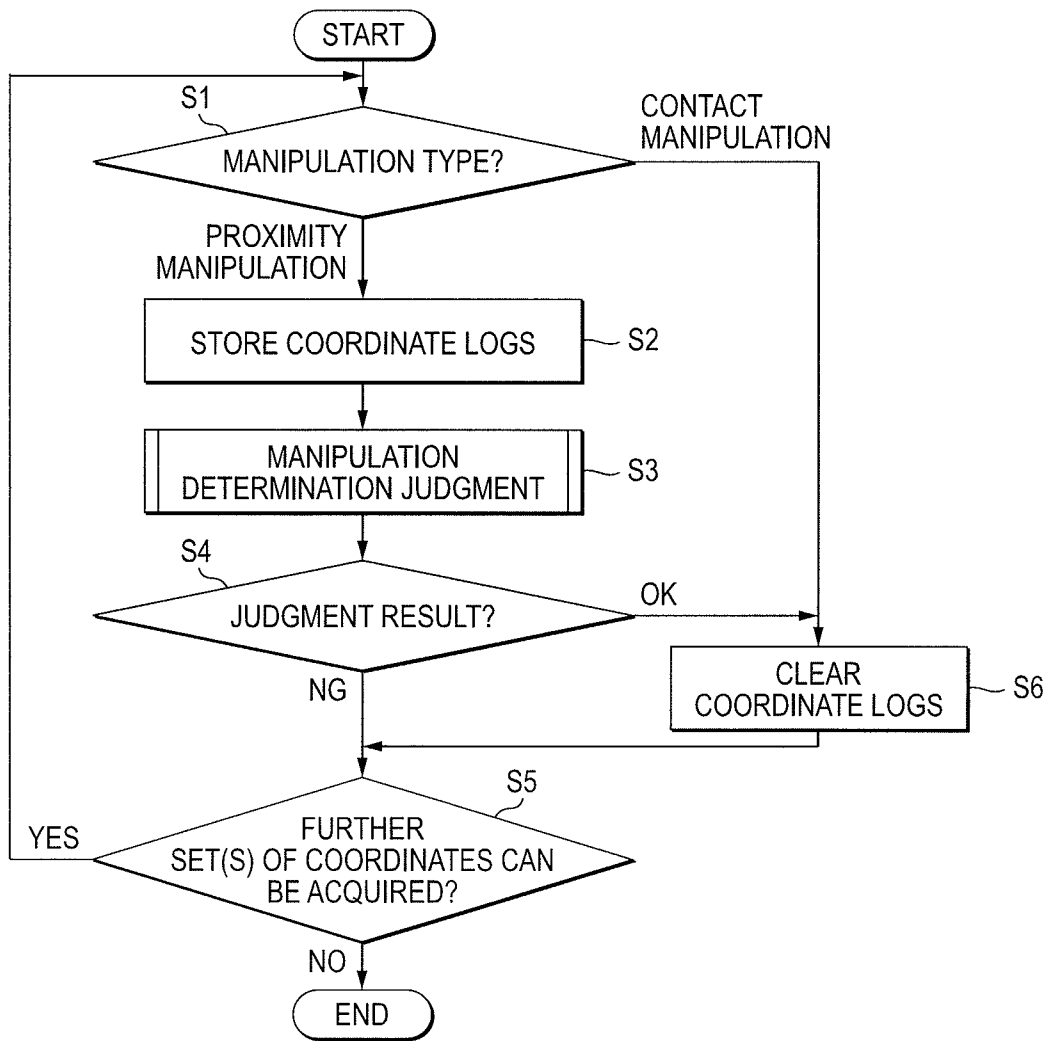 START
S1
MANIPULATION TYPE?
CONTACT
MANIPULATION
PROXIMITY
MANIPULATION
STORE COORDINATE LOGS
S2
MANIPULATION
DETERMINATION JUDGMENT
S3
S4
JUDGMENT RESULT?
OK
NG
CLEAR
COORDINATE LOGS
S6
S5
YES
FURTHER
SET(S) OF COORDINATES CAN
BE ACQUIRED?
NO
END